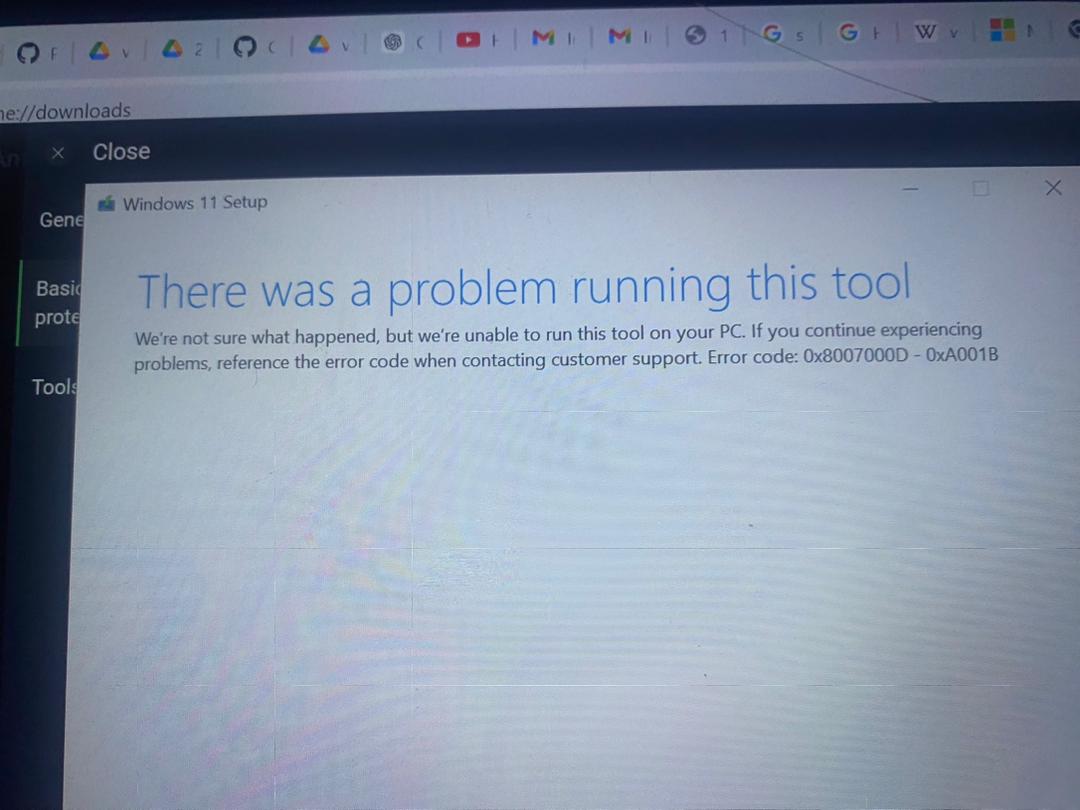 F v 2 C v C I I 1 s v
ne://downloads
Close
Gene
Windows 11 Setup
There was a problem running this tool
Basic
prote
We're not sure what happened, but we're unable to run this tool on your PC. If you continue experiencing
problems, reference the error code when contacting customer support. Error code: 0x8007000D - 0xA001B
Tools